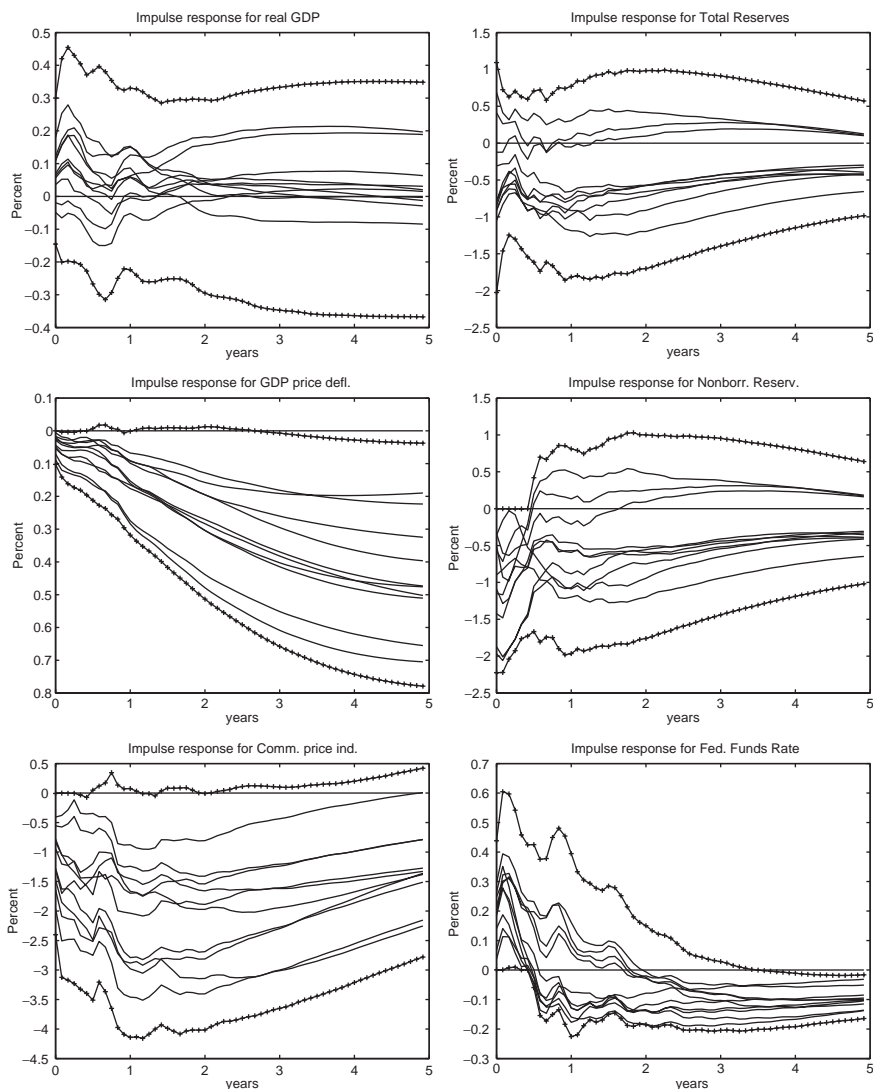 Impulse response for real GDP
0.5
0.4
0.3
0.2
0.1
0
−0.1
−0.2
−0.3
−0.4
Percent
0 1 2 3 4 5
years
Impulse response for Total Reserves
1.5
1
0.5
0
−0.5
−1
−1.5
−2
−2.5
Percent
0 1 2 3 4 5
years
Impulse response for GDP price defl.
0.1
0
0.1
0.2
0.3
0.4
0.5
0.6
0.7
0.8
Percent
0 1 2 3 4 5
years
Impulse response for Nonborr. Reserv.
1.5
1
0.5
0
−0.5
−1
−1.5
−2
−2.5
Percent
0 1 2 3 4 5
years
Impulse response for Comm. price ind.
0.5
0
−0.5
−1
−1.5
−2
−2.5
−3
−3.5
−4
−4.5
Percent
0 1 2 3 4 5
years
Impulse response for Fed. Funds Rate
0.7
0.6
0.5
0.4
0.3
0.2
0.1
0
−0.1
−0.2
−0.3
Percent
0 1 2 3 4 5
years